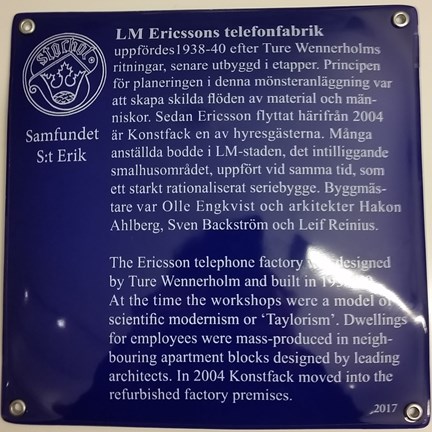 Storhol
Samfundet
S:t Erik
LM Ericssons telefonfabrik
uppfördes1938-40 efter Ture Wennerholms
ritningar, senare utbyggd i etapper. Principen
för planeringen i denna mönsteranläggning var
att skapa skilda flöden av material och män-
niskor. Sedan Ericsson flyttat härifrån 2004
är Konstfack en av hyresgästerna. Många
anställda bodde i LM-staden, det intilliggande
smalhusområdet, uppfört vid samma tid, som
ett starkt rationaliserat seriebygge. Byggmäs-
tare var Olle Engkvist och arkitekter Hakon
Ahlberg, Sven Backström och Leif Reinius.
The Ericsson telephone factory designed
by Ture Wennerholm and built in
At the time the workshops were a model of
scientific modernism or ‘Taylorism’. Dwellings
for employees were mass-produced in neigh-
bouring apartment blocks designed by leading
architects. In 2004 Konstfack moved into the
refurbished factory premises.
2017